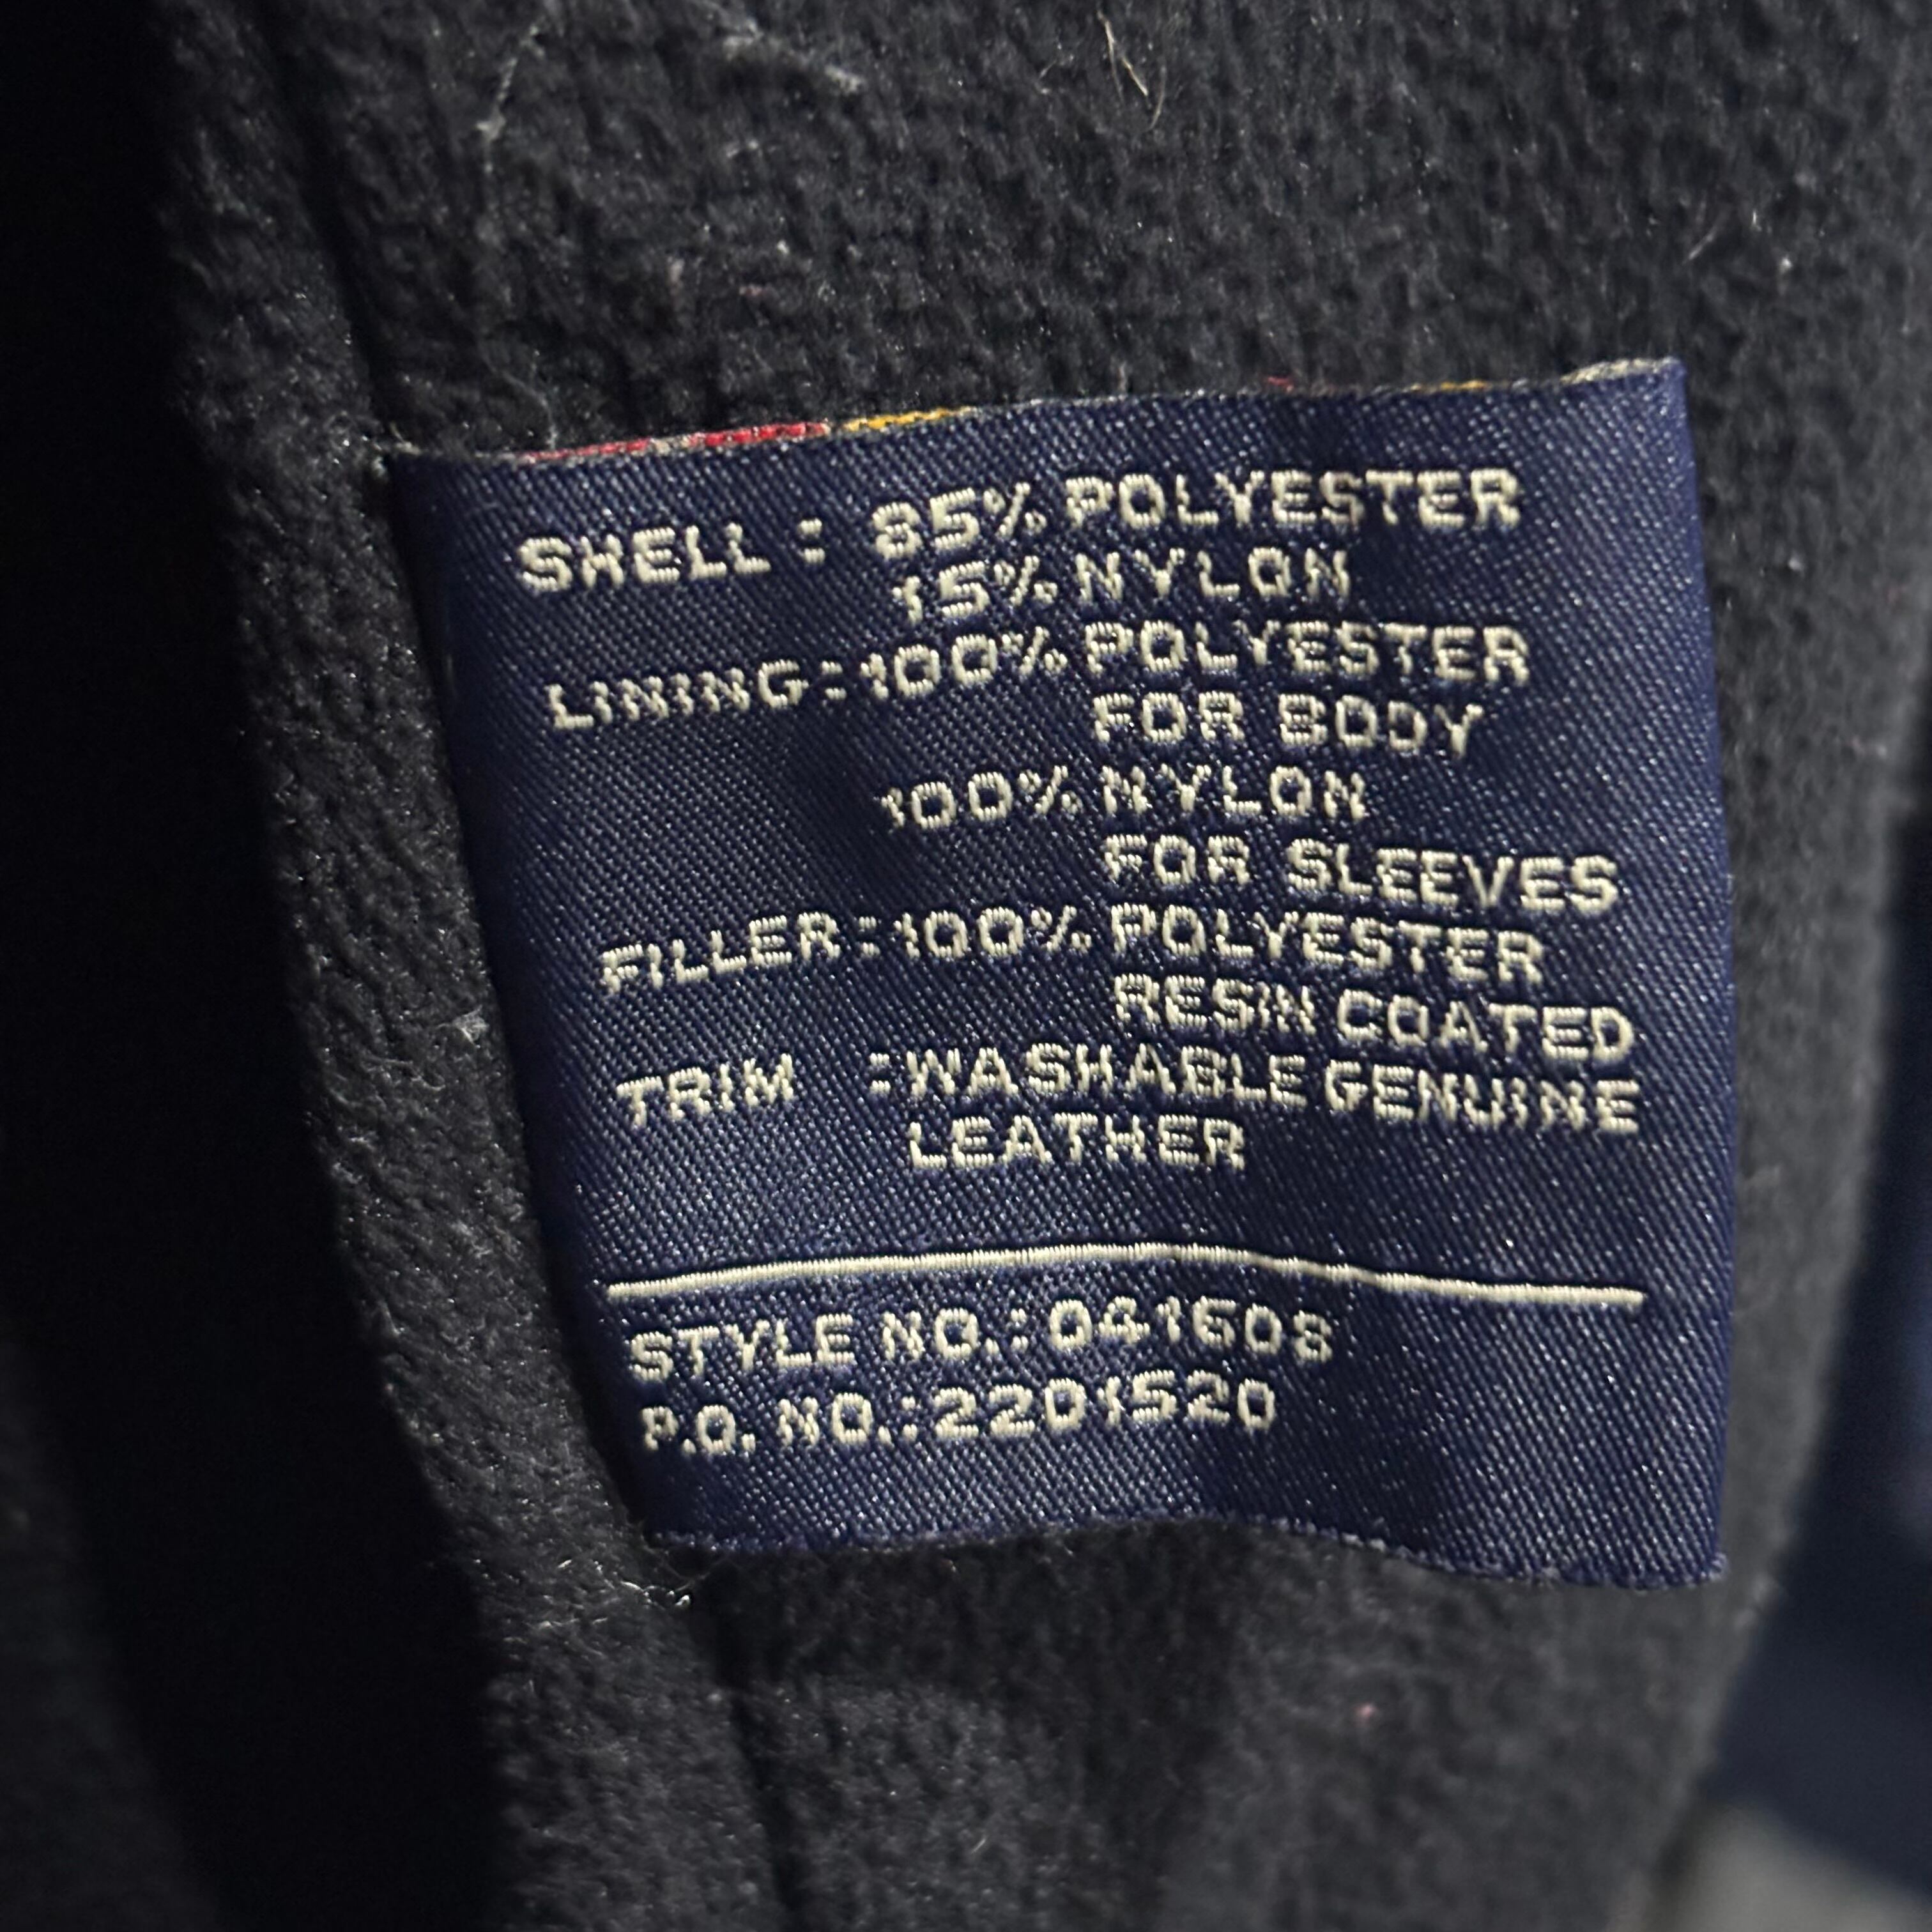 SHELL : 85% POLYESTER
15% NYLON
LINING : 100% POLYESTER
FOR BODY
100% NYLON
FOR SLEEVES
FILLER : 100% POLYESTER
RESIN COATED
TRIM : WASHABLE GENUINE
LEATHER
STYLE NO. : 041608
P.O. NO. : 2201520